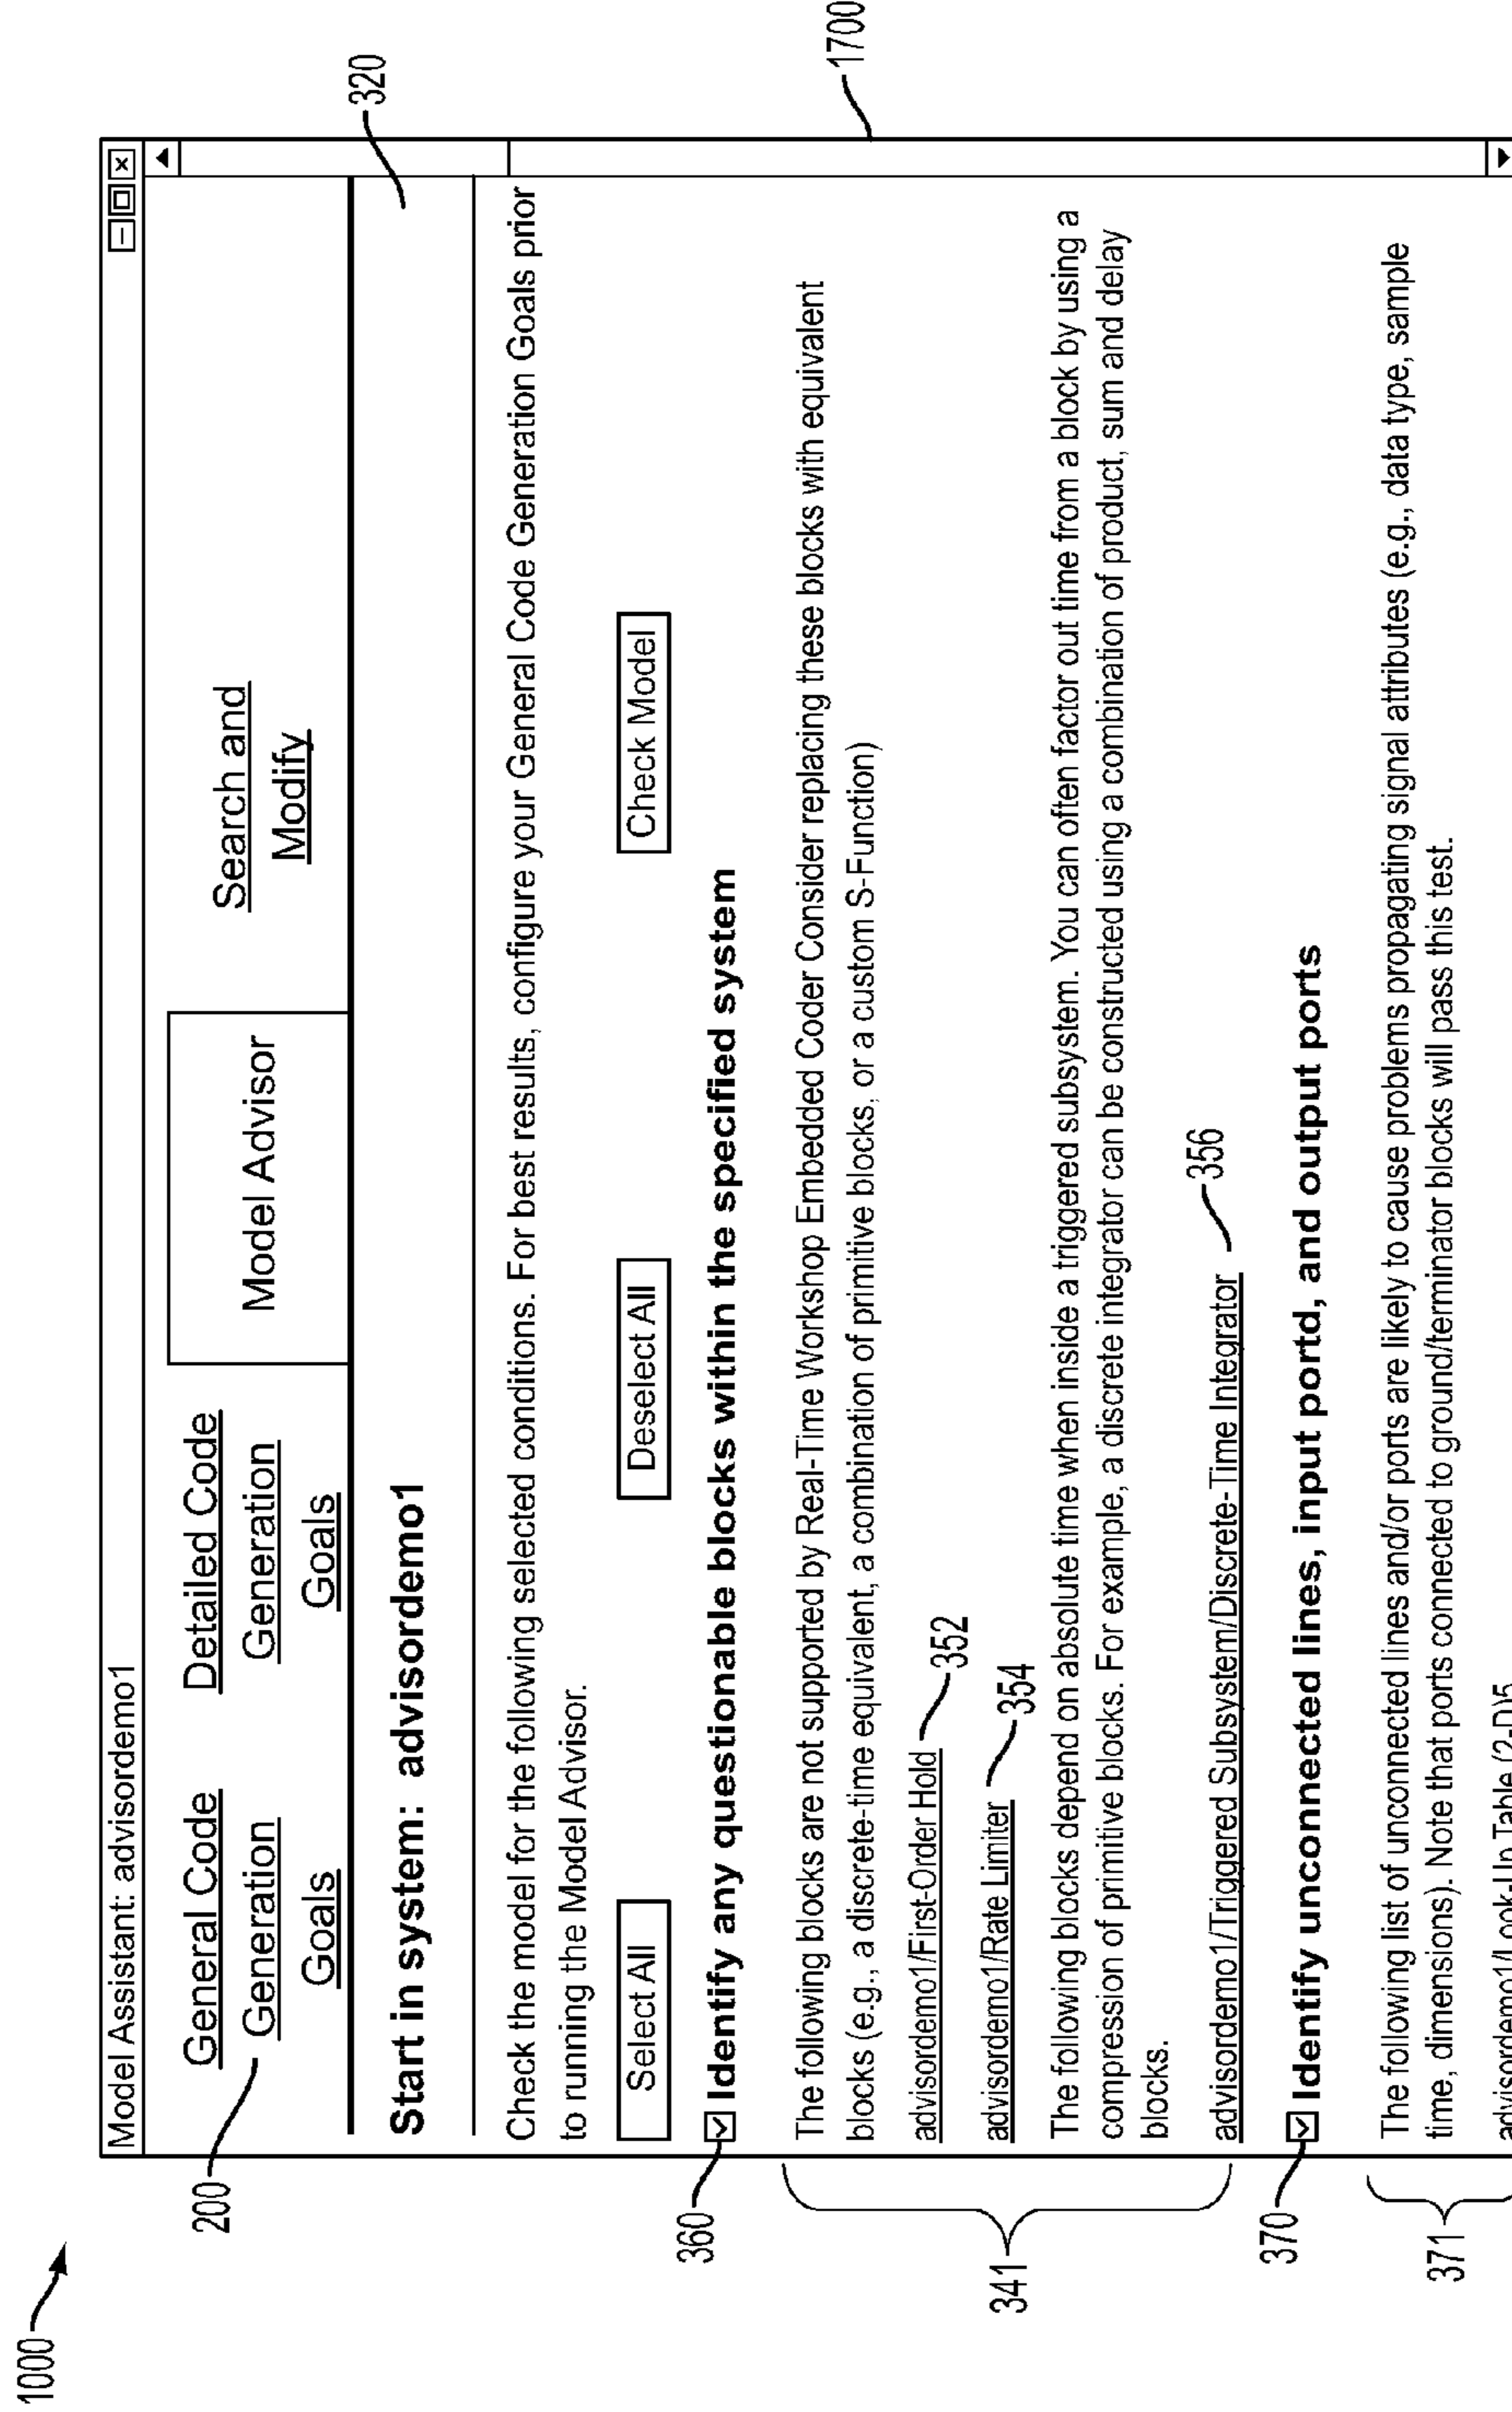 1000
Model Assistant: advisordemo1
200
General Code
Generation
Goals
Detailed Code
Generation
Goals
Model Advisor
Search and
Modify
Start in system: advisordemo1
320
Check the model for the following selected conditions. For best results, configure your General Code Generation Goals prior
to running the Model Advisor.
Select All
Deselect All
Check Model
360
Identify any questionable blocks within the specified system
1700
The following blocks are not supported by Real-Time Workshop Embedded Coder Consider replacing these blocks with equivalent
blocks (e.g., a discrete-time equivalent, a combination of primitive blocks, or a custom S-Function)
advisordemo1/First-Order Hold
352
advisordemo1/Rate Limiter
354
341
The following blocks depend on absolute time when inside a triggered subsystem. You can often factor out time from a block by using a
compression of primitive blocks. For example, a discrete integrator can be constructed using a combination of product, sum and delay
blocks.
advisordemo1/Triggered Subsystem/Discrete-Time Integrator
356
370
Identify unconnected lines, input portd, and output ports
371
The following list of unconnected lines and/or ports are likely to cause problems propagating signal attributes (e.g., data type, sample
time, dimensions). Note that ports connected to ground/terminator blocks will pass this test.
advisordemo1/Look-Up Table (2-D)5